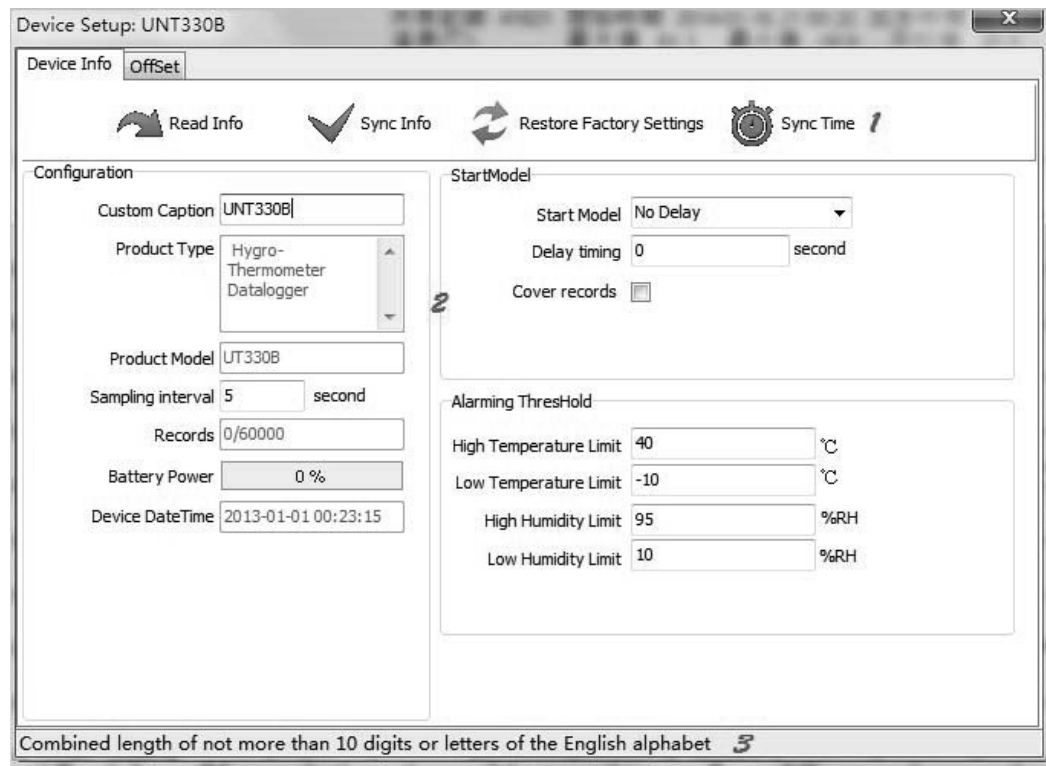 Device Setup: UNT330B
Device Info OffSet
Read Info Sync Info Restore Factory Settings Sync Time 1
Configuration
Custom Caption UNT330B
Product Type Hygro-
Thermometer
Datalogger
2
Product Model UT330B
Sampling interval 5 second
Records 0/60000
Battery Power 0 %
Device DateTime 2013-01-01 00:23:15
StartModel
Start Model No Delay
Delay timing 0 second
Cover records
Alarming ThresHold
High Temperature Limit 40 °C
Low Temperature Limit -10 °C
High Humidity Limit 95 %RH
Low Humidity Limit 10 %RH
Combined length of not more than 10 digits or letters of the English alphabet 3